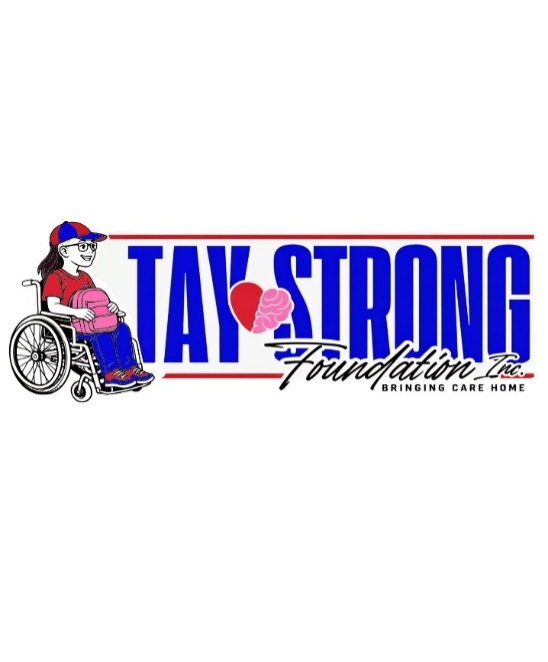 TAY STRONG
Foundation Inc.
BRINGING CARE HOME